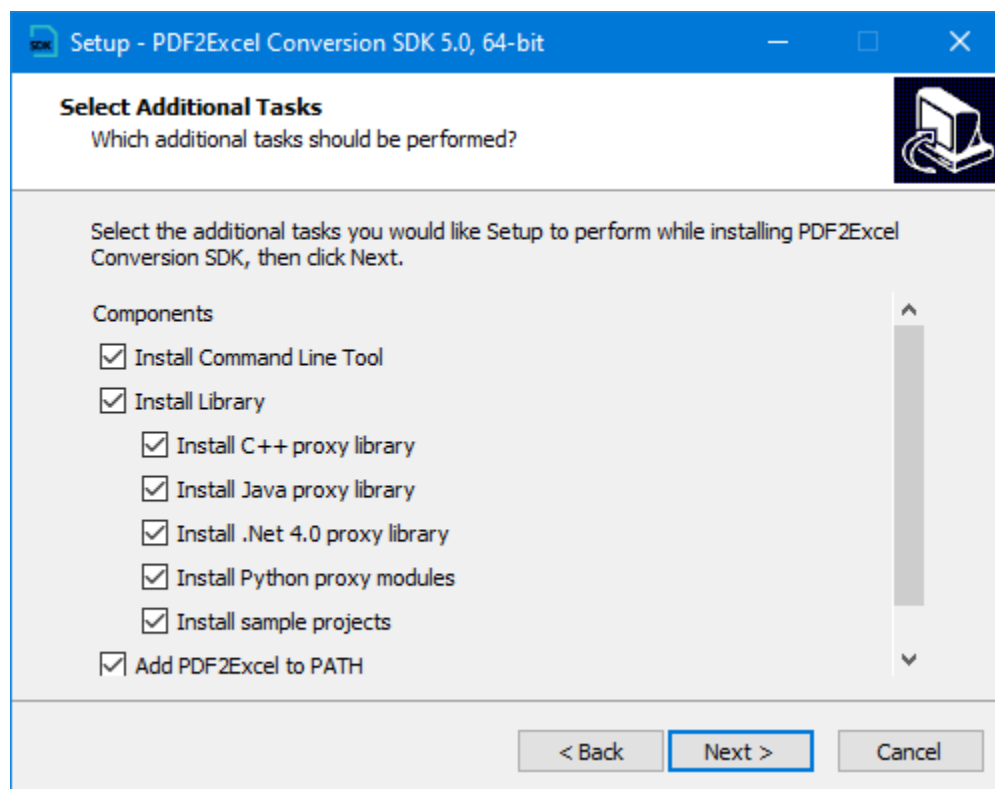 SDK
Setup - PDF2Excel Conversion SDK 5.0, 64-bit
Select Additional Tasks
Which additional tasks should be performed?
Select the additional tasks you would like Setup to perform while installing PDF2Excel
Conversion SDK, then click Next.
Components
Install Command Line Tool
Install Library
Install C++ proxy library
Install Java proxy library
Install .Net 4.0 proxy library
Install Python proxy modules
Install sample projects
Add PDF2Excel to PATH
< Back Next > Cancel